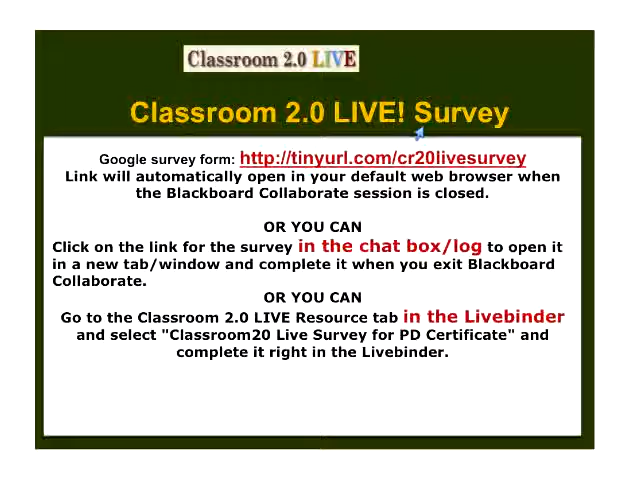 Classroom 2.0 LIVE
Classroom 2.0 LIVE! Survey
Google survey form: http://tinyurl.com/cr20livesurvey
Link will automatically open in your default web browser when
the Blackboard Collaborate session is closed.
OR YOU CAN
Click on the link for the survey in the chat box/log to open it
in a new tab/window and complete it when you exit Blackboard
Collaborate.
OR YOU CAN
Go to the Classroom 2.0 LIVE Resource tab in the Livebinder
and select "Classroom20 Live Survey for PD Certificate" and
complete it right in the Livebinder.